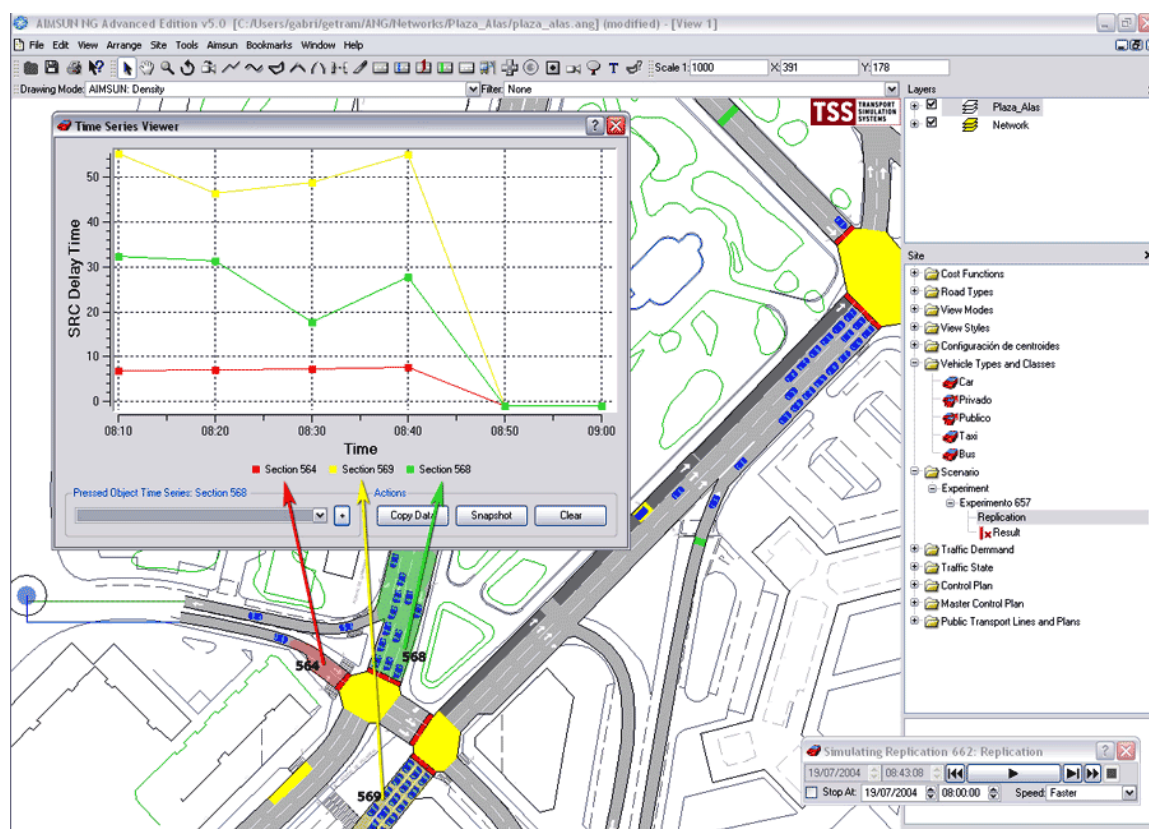 AIMSUN NG Advanced Edition v5.0 [C:/Users/gabri/getram/ANG/Networks/Plaza_Alas/plaza_alas.ang] (modified) - [View 1]
File Edit View Arrange Site Tools Aimsun Bookmarks Window Help
Scale 1: 1000 X: 391 Y: 178
Drawing Mode: AIMSUN: Density Filter: None
Layers
Plaza_Alas
Network
TSS TRANSPORT SIMULATION SYSTEMS
Time Series Viewer
SRC Delay Time
50
40
30
20
10
0
08:10 08:20 08:30 08:40 08:50 09:00
Time
Section 564 Section 569 Section 568
Pressed Object Time Series: Section 568
Actions
+ Copy Data Snapshot Clear
Site
Cost Functions
Road Types
View Modes
View Styles
Configuración de centroides
Vehicle Types and Classes
Car
Privado
Publico
Taxi
Bus
Scenario
Experiment
Experimento 657
Replication
Result
Traffic Demmand
Traffic State
Control Plan
Master Control Plan
Public Transport Lines and Plans
564
568
569
Simulating Replication 662: Replication
19/07/2004 08:43:08
Stop At: 19/07/2004 08:00:00 Speed: Faster